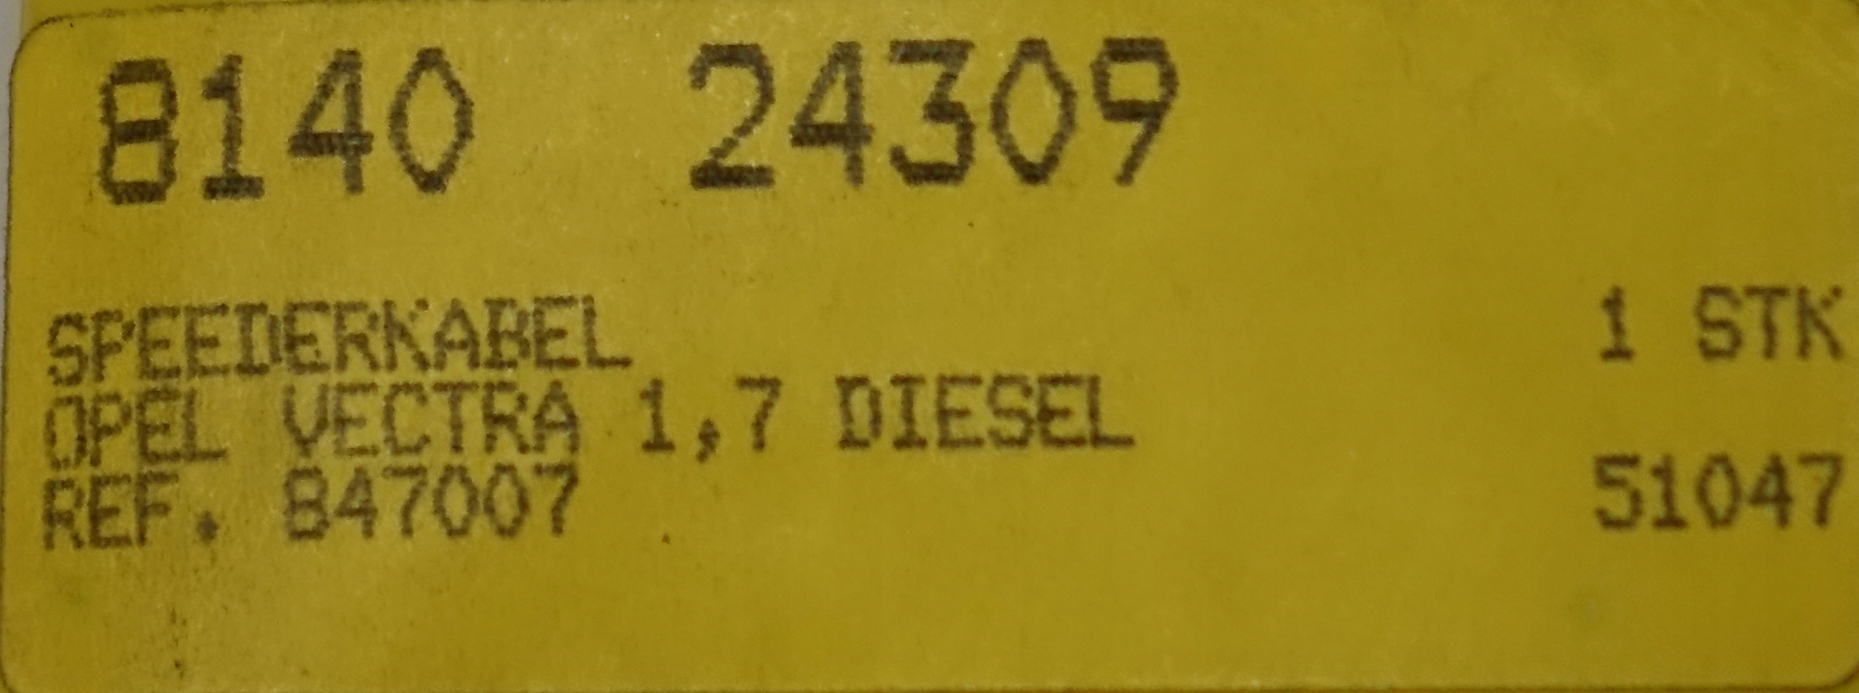 8140 24309
SPEEDERKABEL 1 STK
OPEL VECTRA 1,7 DIESEL
REF. 847007 51047